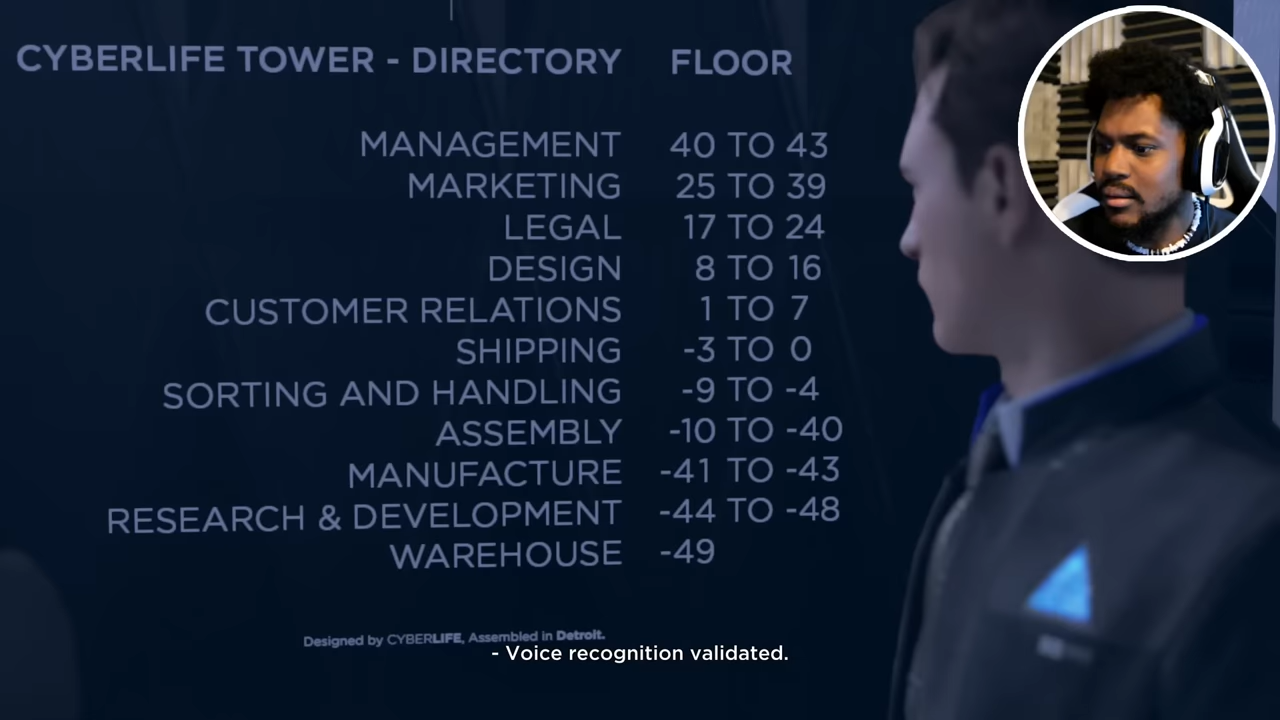 CYBERLIFE TOWER - DIRECTORY FLOOR
MANAGEMENT 40 TO 43
MARKETING 25 TO 39
LEGAL 17 TO 24
DESIGN 8 TO 16
CUSTOMER RELATIONS 1 TO 7
SHIPPING -3 TO 0
SORTING AND HANDLING -9 TO -4
ASSEMBLY -10 TO -40
MANUFACTURE -41 TO -43
RESEARCH & DEVELOPMENT -44 TO -48
WAREHOUSE -49
Designed by CYBERLIFE, Assembled in Detroit.
- Voice recognition validated.